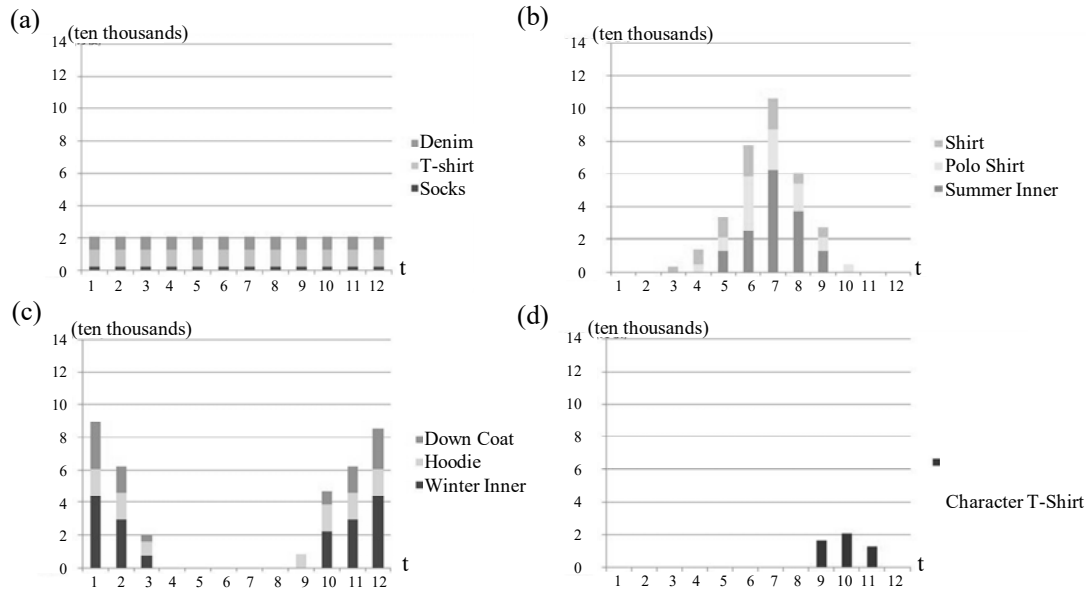 (a)
(ten thousands)
14
12
10
8
6
4
2
0
1 2 3 4 5 6 7 8 9 10 11 12
t
Denim
T-shirt
Socks
(b)
(ten thousands)
14
12
10
8
6
4
2
0
1 2 3 4 5 6 7 8 9 10 11 12
t
Shirt
Polo Shirt
Summer Inner
(c)
(ten thousands)
14
12
10
8
6
4
2
0
1 2 3 4 5 6 7 8 9 10 11 12
t
Down Coat
Hoodie
Winter Inner
(d)
(ten thousands)
14
12
10
8
6
4
2
0
1 2 3 4 5 6 7 8 9 10 11 12
t
Character T-Shirt